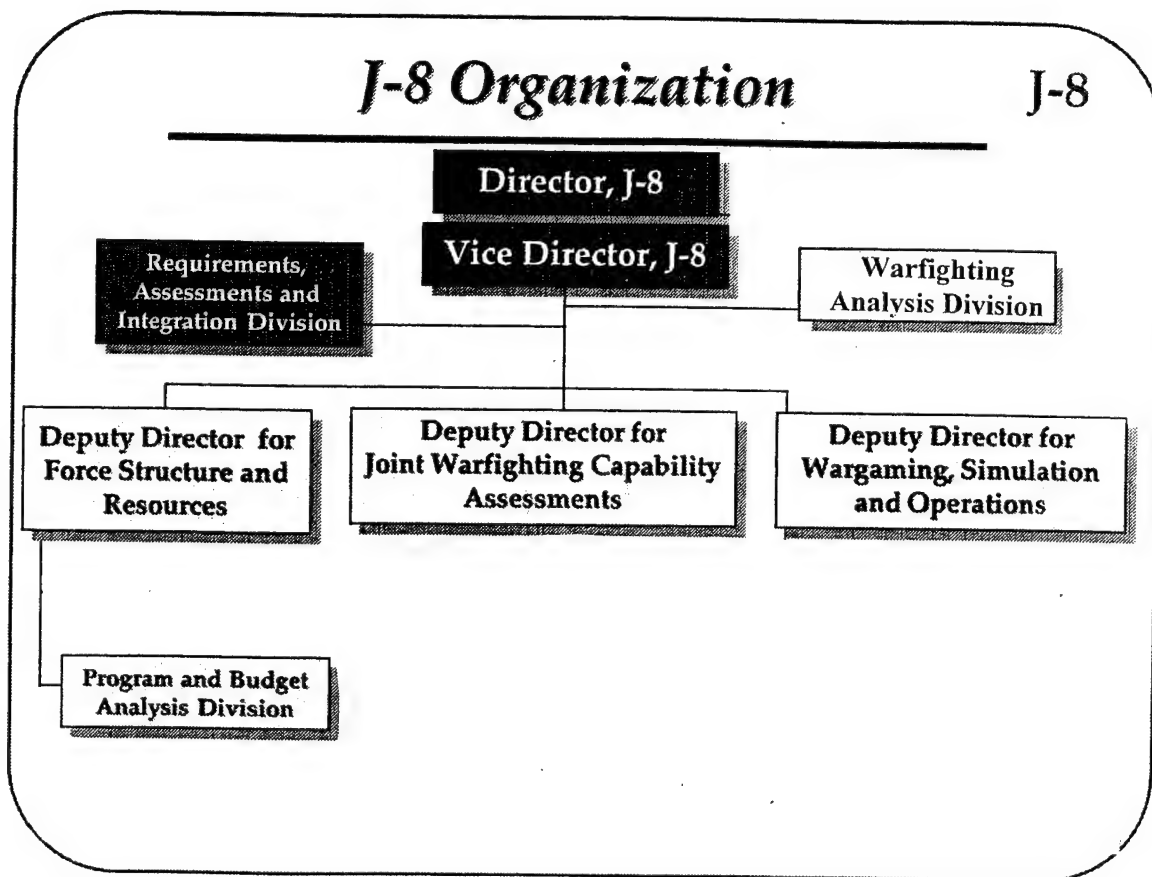 J-8 Organization
J-8
Director, J-8
Vice Director, J-8
Requirements,
Assessments and
Integration Division
Warfighting
Analysis Division
Deputy Director for
Force Structure and
Resources
Deputy Director for
Joint Warfighting Capability
Assessments
Deputy Director for
Wargaming, Simulation
and Operations
Program and Budget
Analysis Division